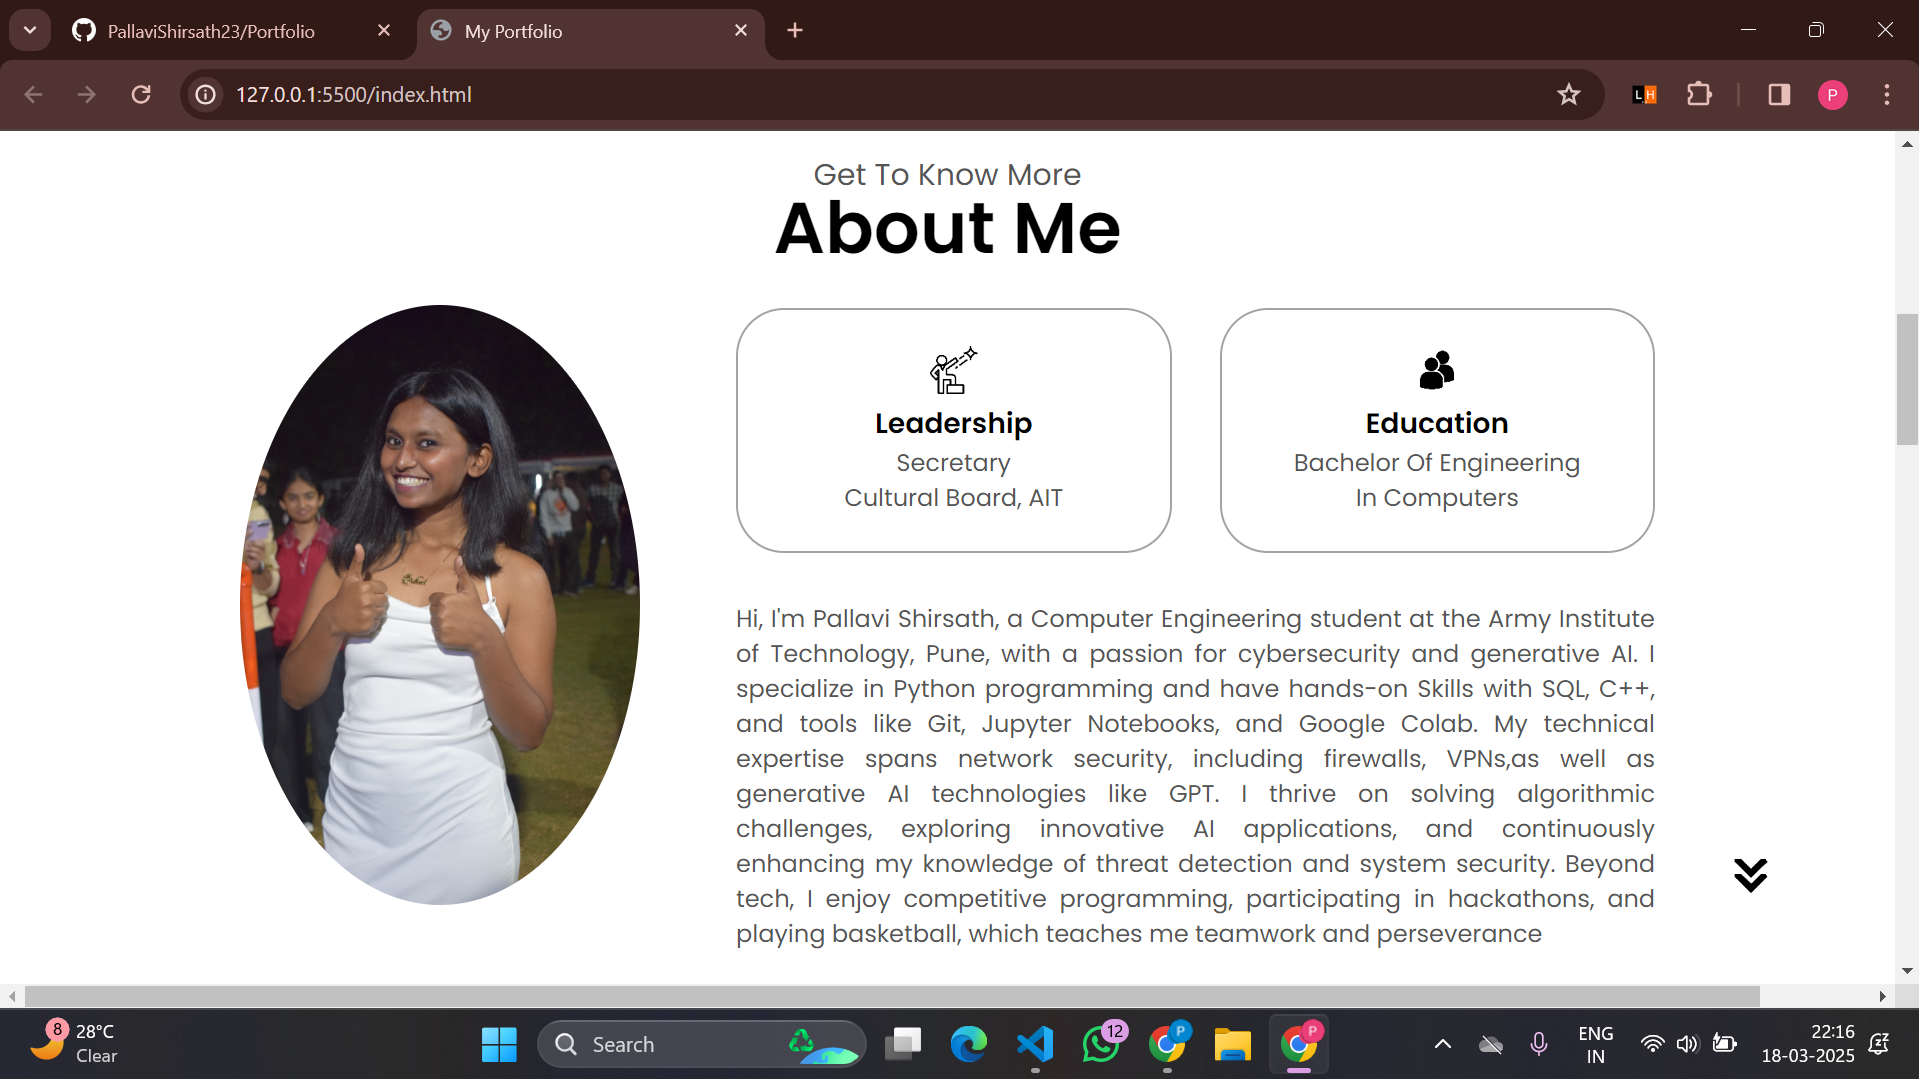 PallaviShirsath23/Portfolio
My Portfolio
127.0.0.1:5500/index.html
LH
P
Get To Know More
About Me
Leadership
Secretary
Cultural Board, AIT
Education
Bachelor Of Engineering
In Computers
Hi, I'm Pallavi Shirsath, a Computer Engineering student at the Army Institute
of Technology, Pune, with a passion for cybersecurity and generative AI. I
specialize in Python programming and have hands-on Skills with SQL, C++,
and tools like Git, Jupyter Notebooks, and Google Colab. My technical
expertise spans network security, including firewalls, VPNs,as well as
generative AI technologies like GPT. I thrive on solving algorithmic
challenges, exploring innovative AI applications, and continuously
enhancing my knowledge of threat detection and system security. Beyond
tech, I enjoy competitive programming, participating in hackathons, and
playing basketball, which teaches me teamwork and perseverance
8
28°C
Clear
Search
12
P
P
ENG
IN
22:16
18-03-2025